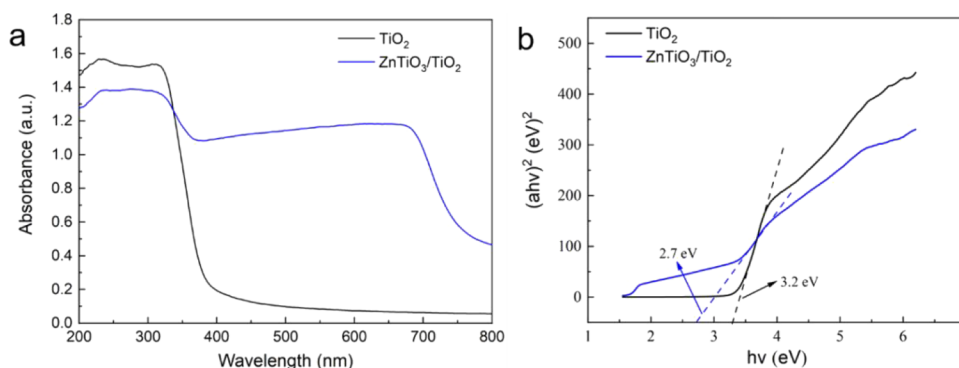 a
TiO₂
ZnTiO₃/TiO₂
Absorbance (a.u.)
1.8
1.6
1.4
1.2
1.0
0.8
0.6
0.4
0.2
0.0
200 300 400 500 600 700 800
Wavelength (nm)
b
TiO₂
ZnTiO₃/TiO₂
(ahv)² (eV)²
500
400
300
200
100
0
2.7 eV
3.2 eV
1 2 3 4 5 6
hv (eV)